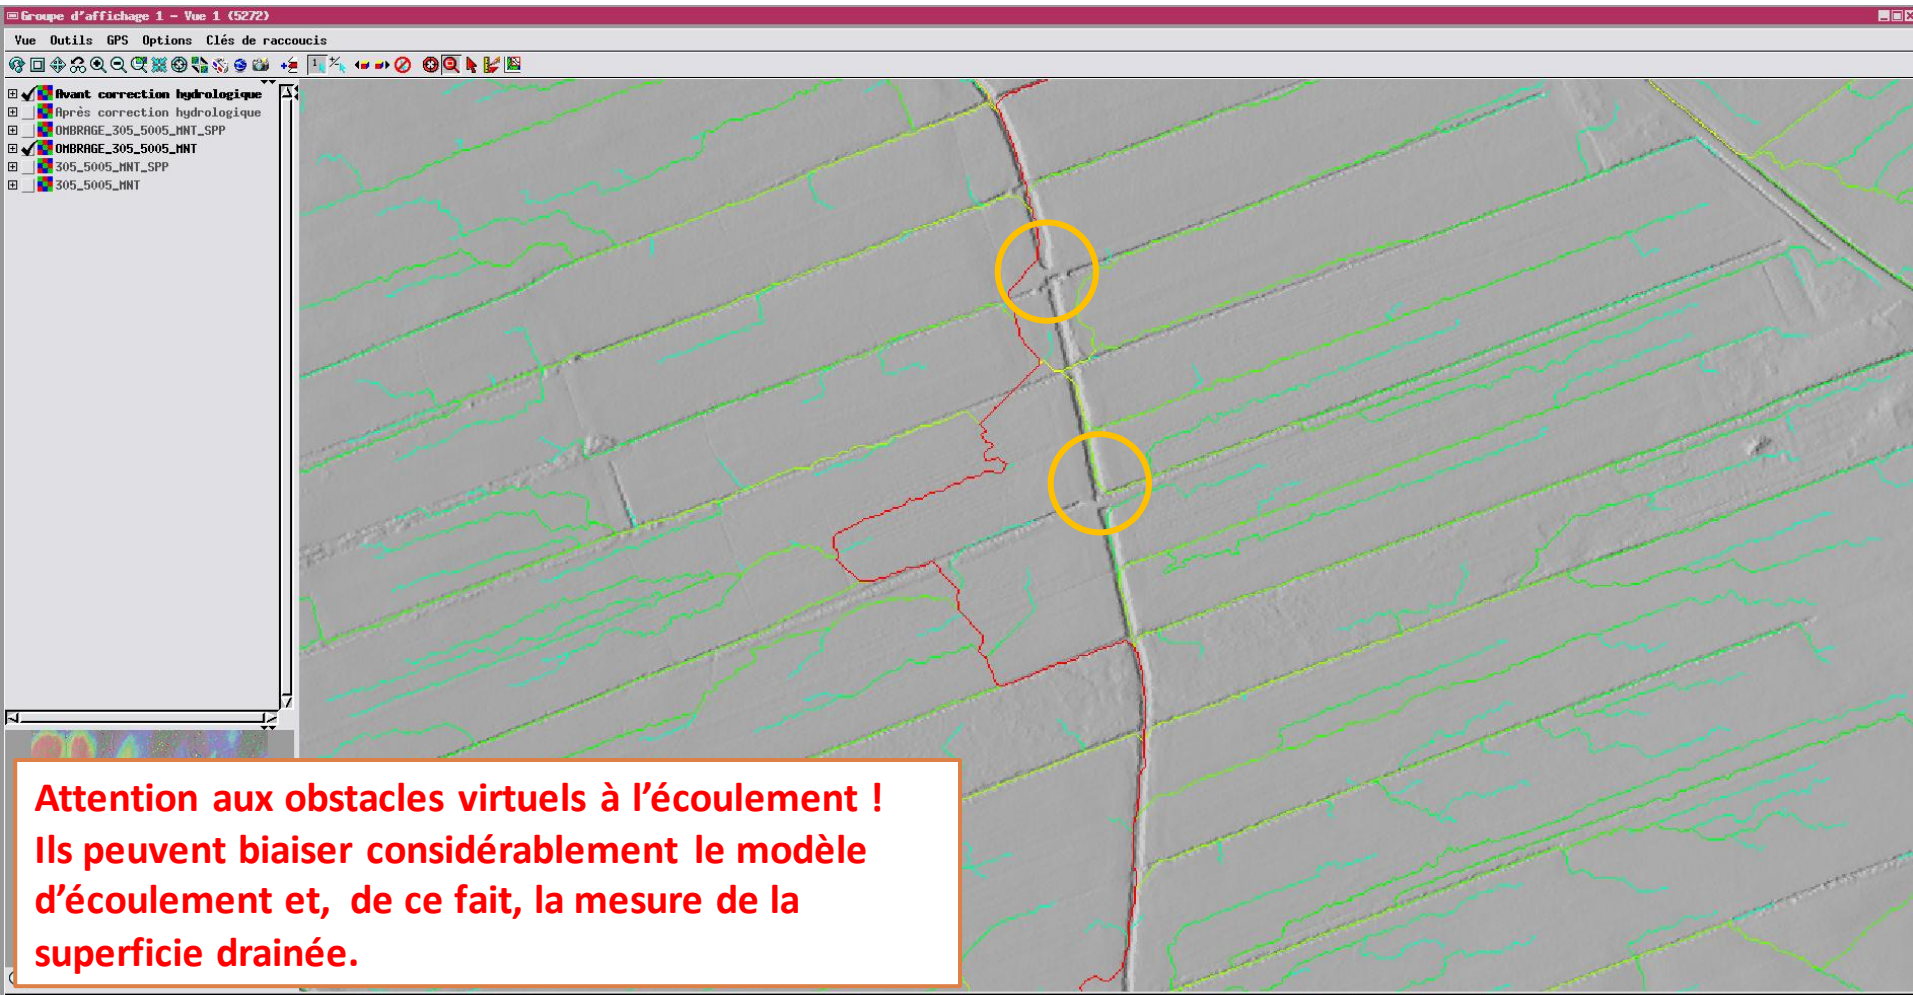 Groupe d'affichage 1 - Vue 1 (5272)
Vue Outils GPS Options Clés de raccoucis
Avant correction hydrologique
Après correction hydrologique
OMBRAGE_305_5005_MNT_SPP
OMBRAGE_305_5005_MNT
305_5005_MNT_SPP
305_5005_MNT
Attention aux obstacles virtuels à l’écoulement !
Ils peuvent biaiser considérablement le modèle
d’écoulement et, de ce fait, la mesure de la
superficie drainée.